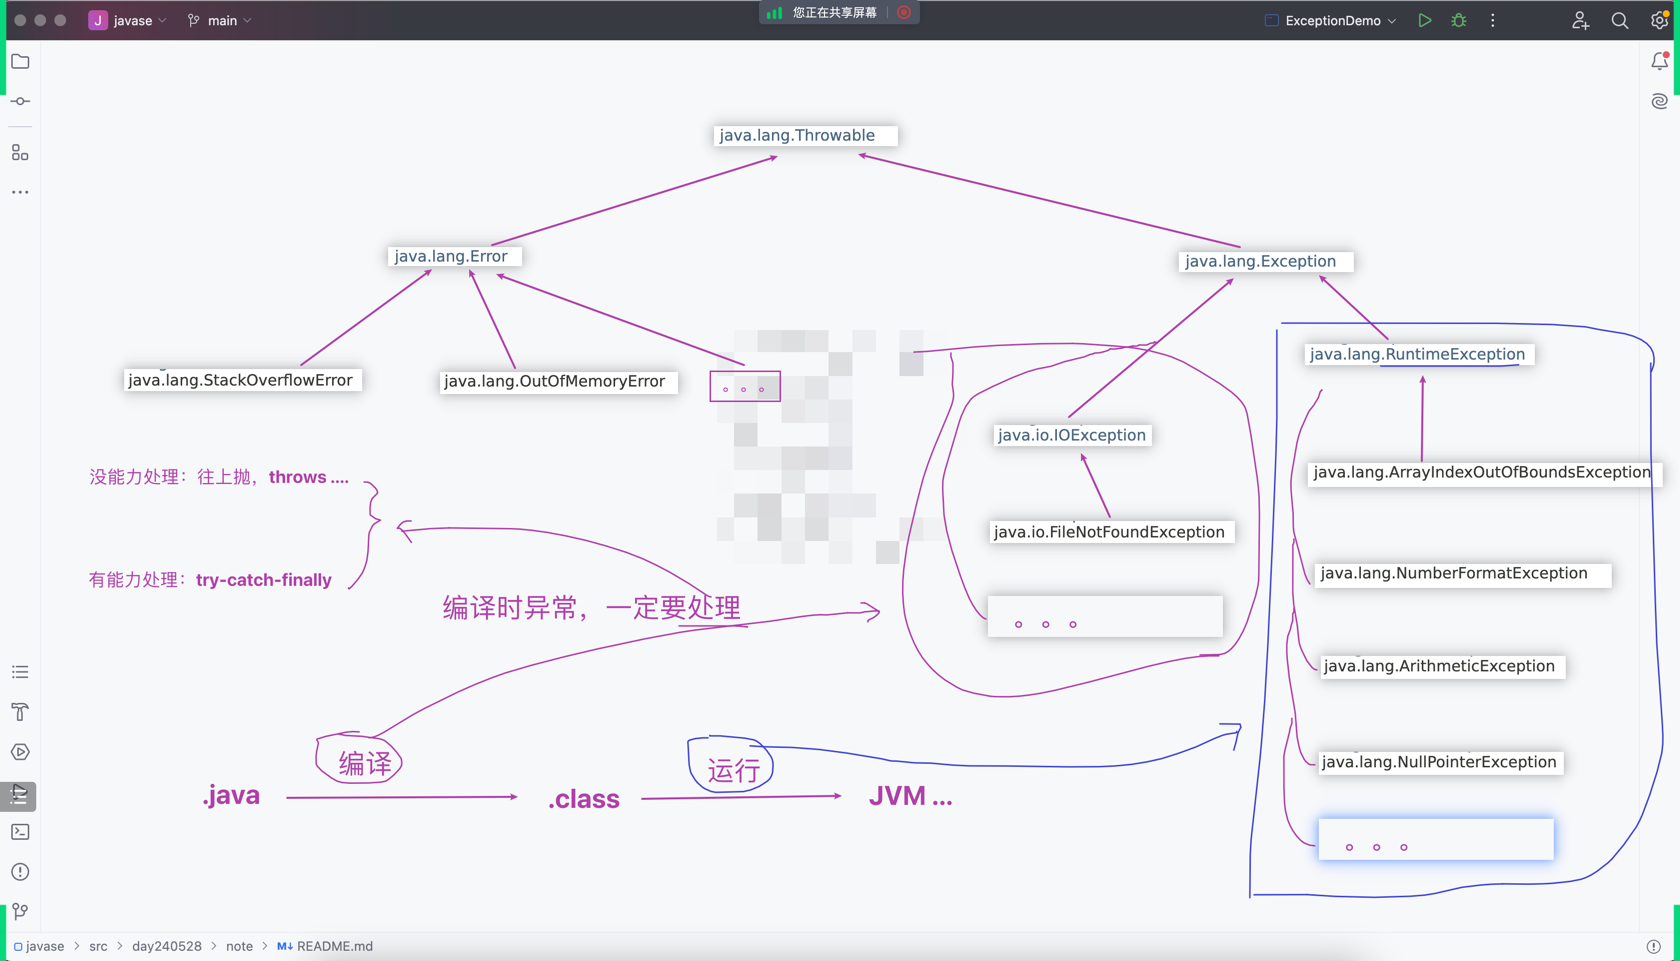 J javase main 您正在共享屏幕 ExceptionDemo
java.lang.Throwable
java.lang.Error
java.lang.Exception
java.lang.StackOverflowError
java.lang.OutOfMemoryError
java.lang.RuntimeException
java.io.IOException
java.lang.ArrayIndexOutOfBoundsException
没能力处理：往上抛，throws ....
java.io.FileNotFoundException
java.lang.NumberFormatException
有能力处理：try-catch-finally
编译时异常，一定要处理
java.lang.ArithmeticException
java.lang.NullPointerException
编译
运行
.java
.class
JVM ...
javase > src > day240528 > note > M↓ README.md